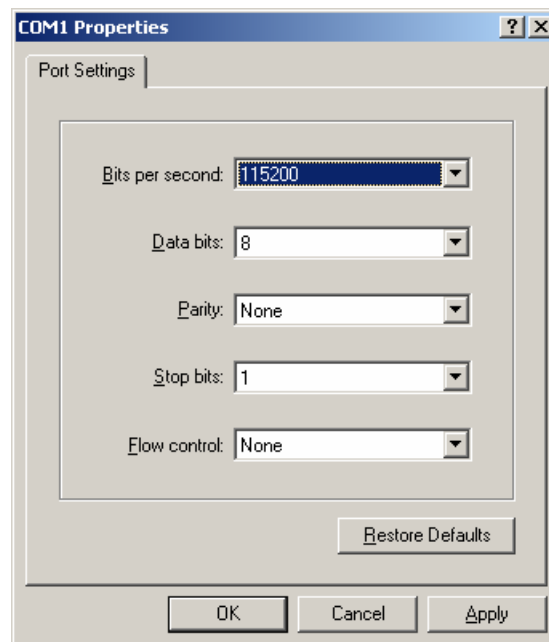 COM1 Properties
Port Settings
Bits per second: 115200
Data bits: 8
Parity: None
Stop bits: 1
Flow control: None
Restore Defaults
OK Cancel Apply